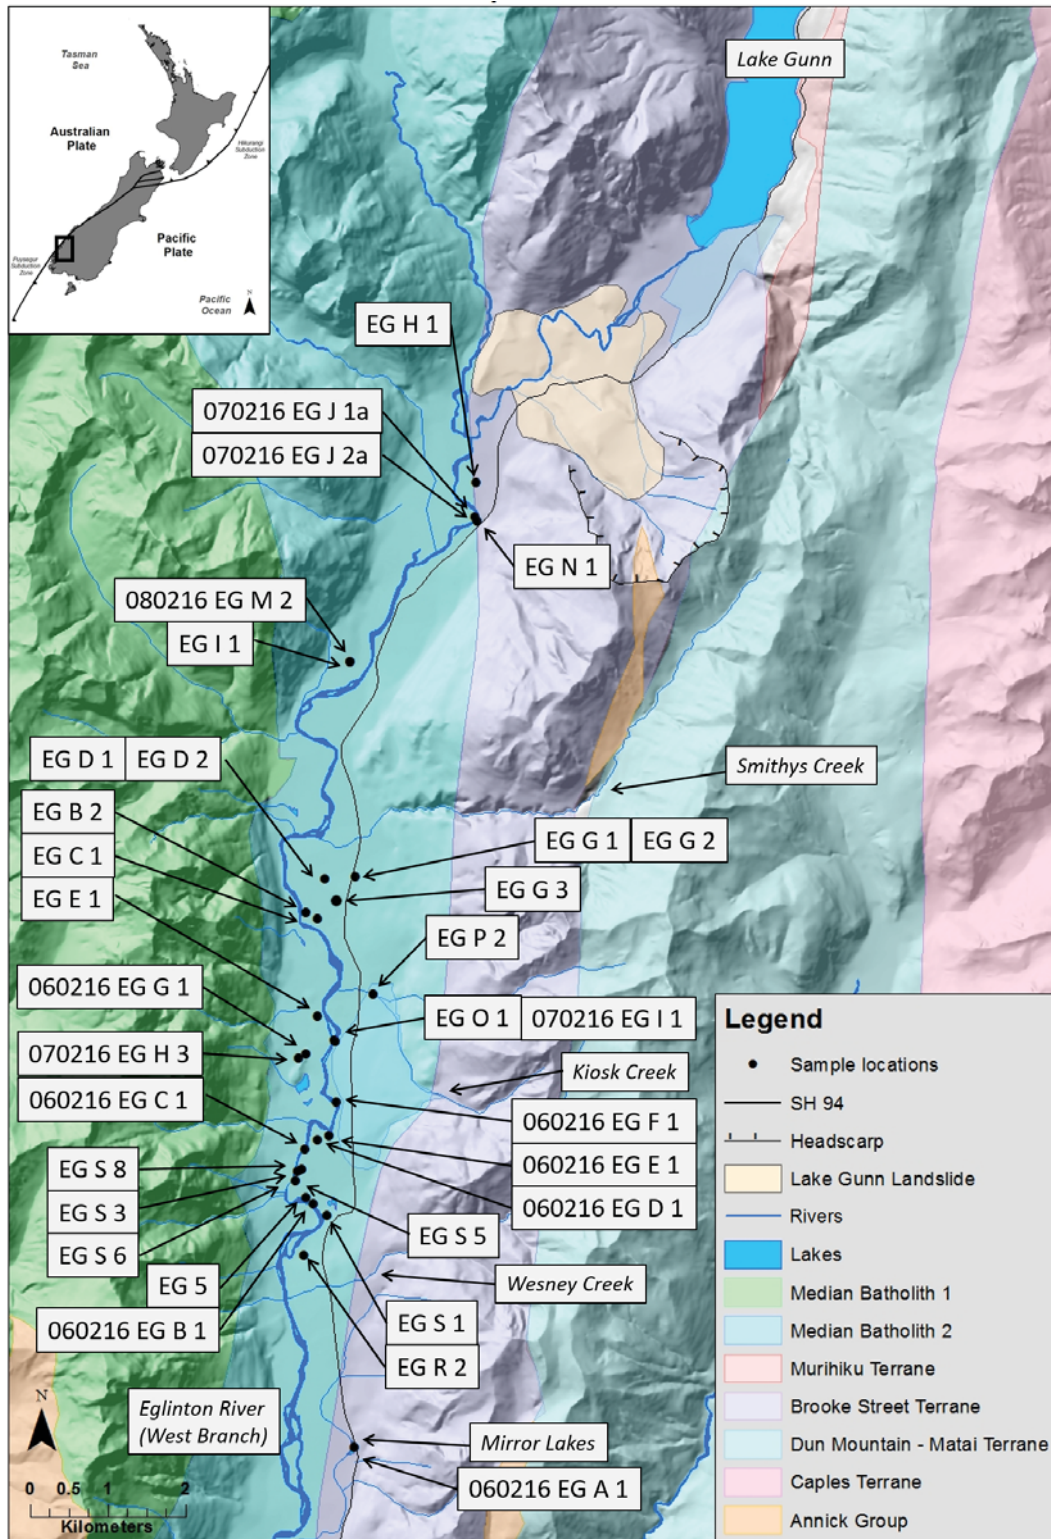 Tasman
Sea
Australian
Plate
Hikurangi
Subduction
Zone
Pacific
Plate
Puysegur
Subduction
Zone
Pacific
Ocean
N
Lake Gunn
EG H 1
070216 EG J 1a
070216 EG J 2a
EG N 1
080216 EG M 2
EG I 1
EG D 1 EG D 2
Smithys Creek
EG B 2
EG C 1
EG E 1
EG G 1 EG G 2
EG G 3
EG P 2
060216 EG G 1
070216 EG H 3
060216 EG C 1
EG O 1 070216 EG I 1
Kiosk Creek
060216 EG F 1
060216 EG E 1
060216 EG D 1
EG S 8
EG S 3
EG S 6
EG S 5
EG 5
060216 EG B 1
Wesney Creek
EG S 1
EG R 2
Eglinton River
(West Branch)
Mirror Lakes
060216 EG A 1
N
0 0.5 1 2
Kilometers
Legend
Sample locations
SH 94
Headscarp
Lake Gunn Landslide
Rivers
Lakes
Median Batholith 1
Median Batholith 2
Murihiku Terrane
Brooke Street Terrane
Dun Mountain - Matai Terrane
Caples Terrane
Annick Group